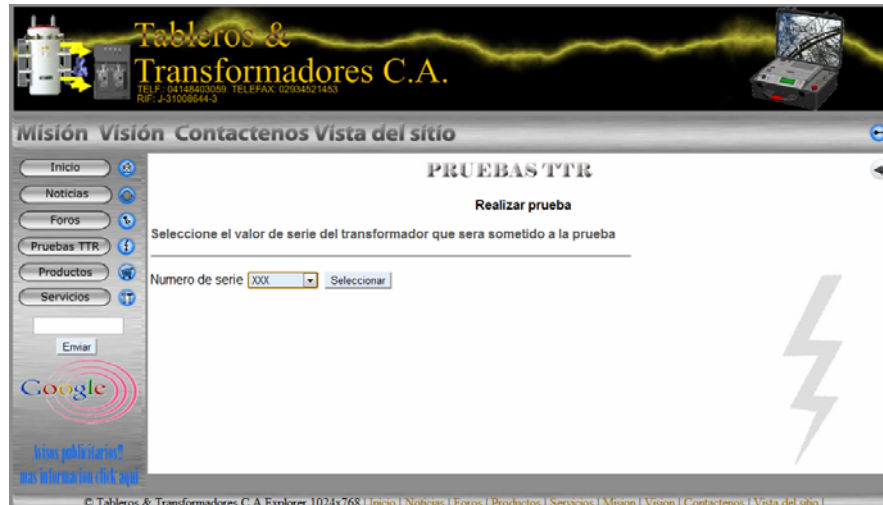 Tableros &
Transformadores C.A.
TELF.: 04148403059. TELEFAX: 02934521453
RIF: J-31008644-3
Misión Visión Contactenos Vista del sitio
Inicio
Noticias
Foros
Pruebas TTR
Productos
Servicios
Enviar
Google
Avisos publicitarios!!
mas informacion click aqui
PRUEBAS TTR
Realizar prueba
Seleccione el valor de serie del transformador que sera sometido a la prueba
Numero de serie XXX Seleccionar
© Tableros & Transformadores C.A Explorer 1024x768 | Inicio | Noticias | Foros | Productos | Servicios | Mision | Vision | Contactenos | Vista del sitio |